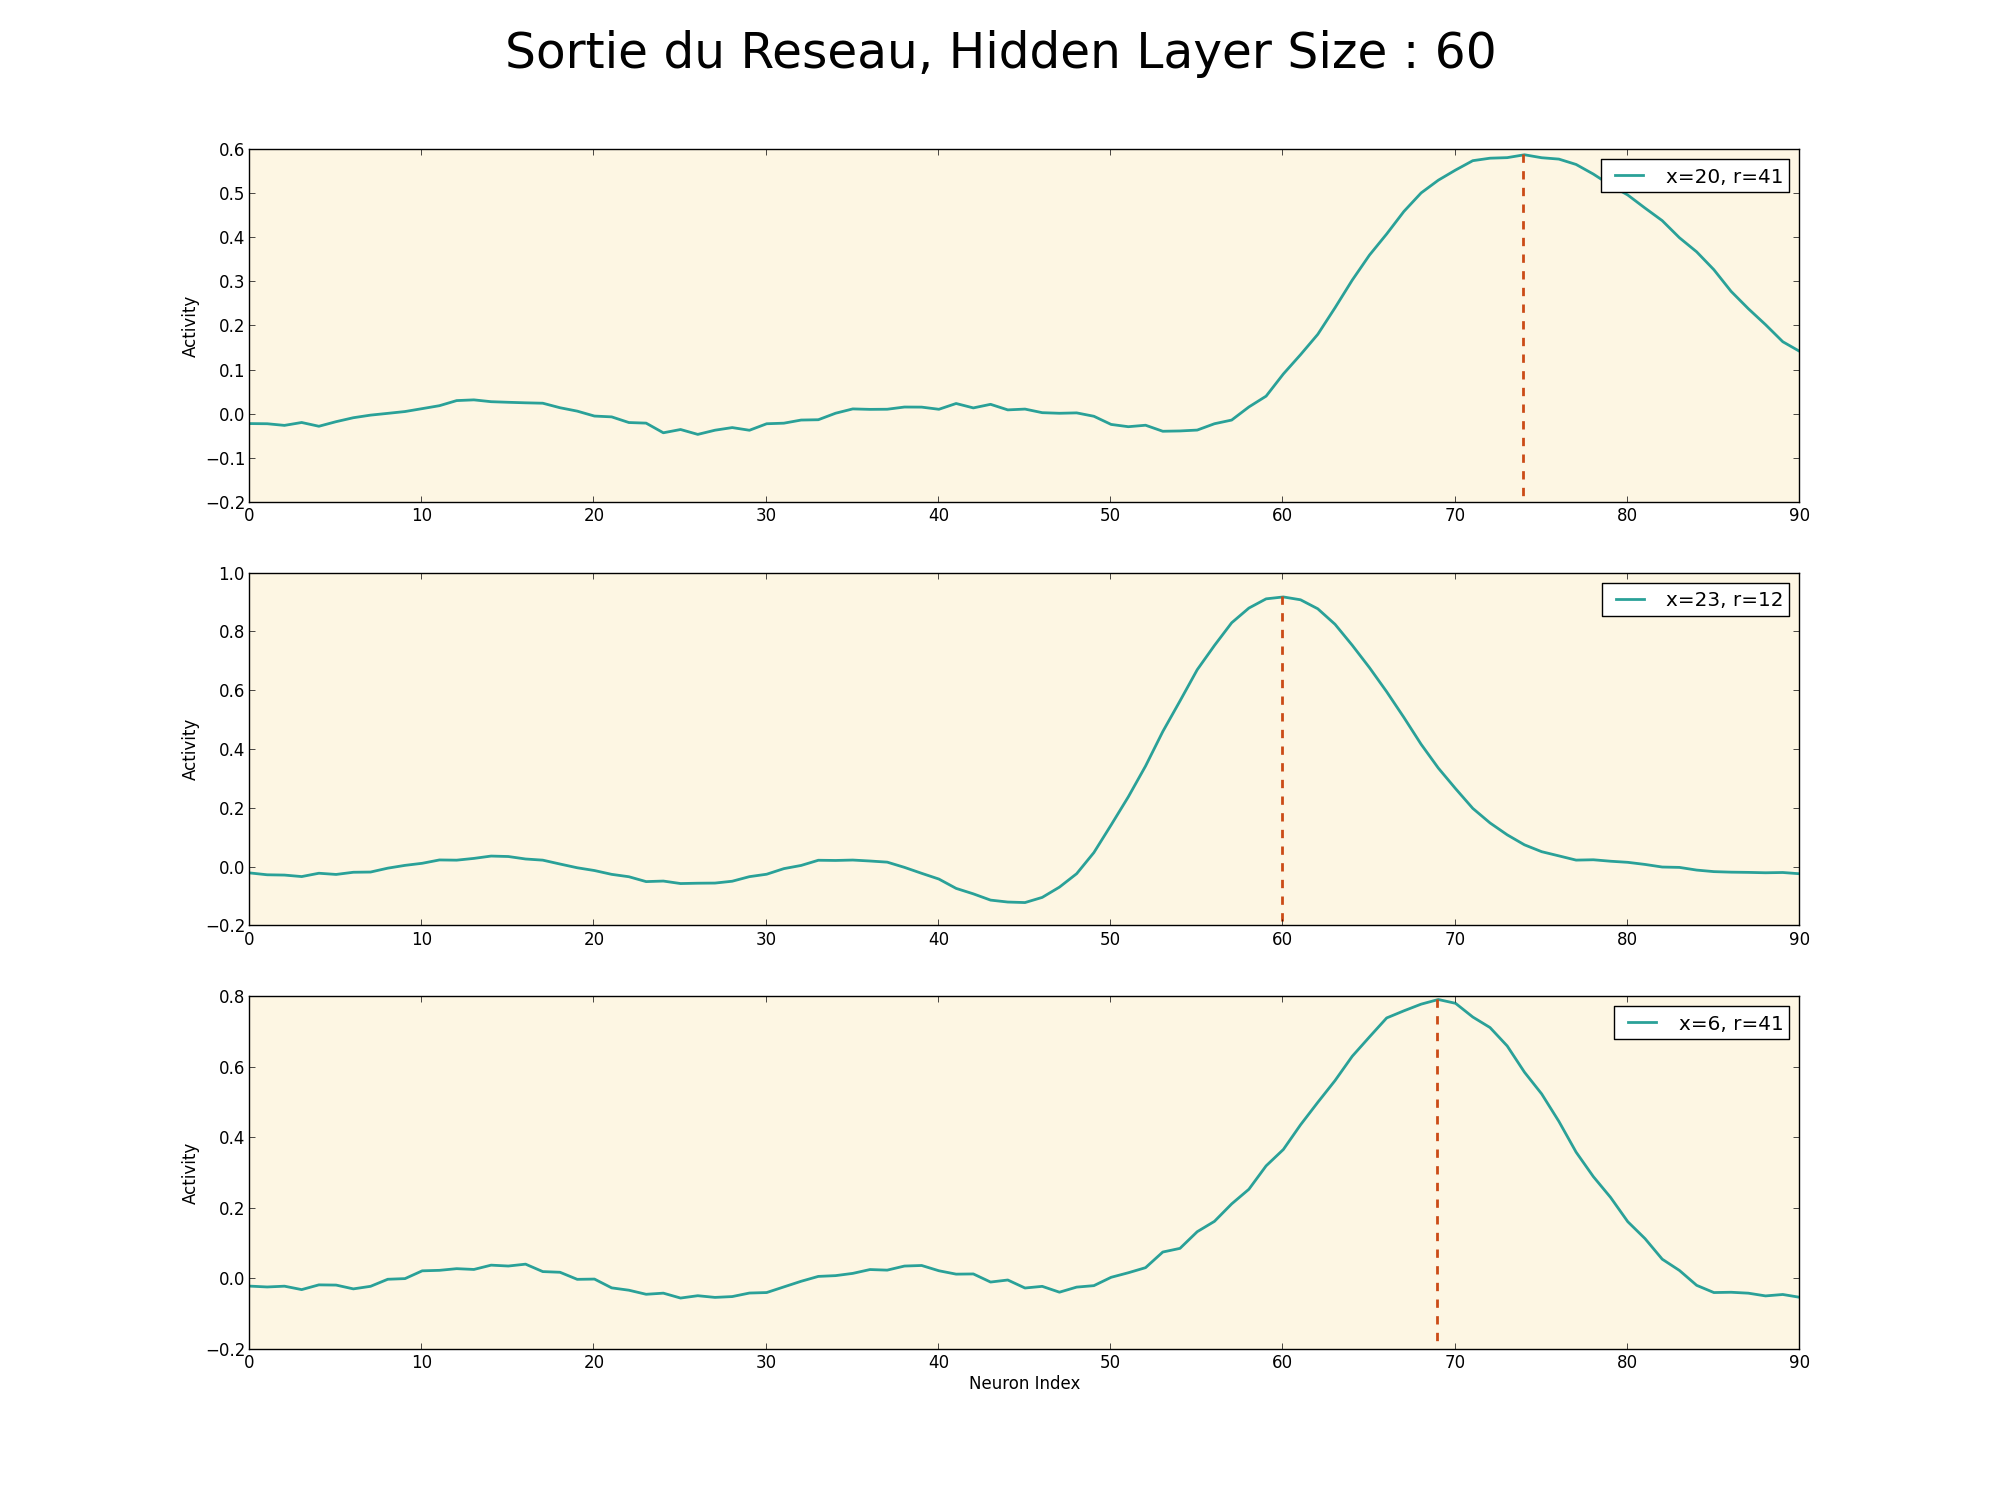 Sortie du Reseau, Hidden Layer Size : 60
0.6
0.5
0.4
0.3
0.2
0.1
0.0
−0.1
−0.2
Activity
x=20, r=41
0 10 20 30 40 50 60 70 80 90
1.0
0.8
0.6
0.4
0.2
0.0
−0.2
Activity
x=23, r=12
0 10 20 30 40 50 60 70 80 90
0.8
0.6
0.4
0.2
0.0
−0.2
Activity
x=6, r=41
0 10 20 30 40 50 60 70 80 90
Neuron Index